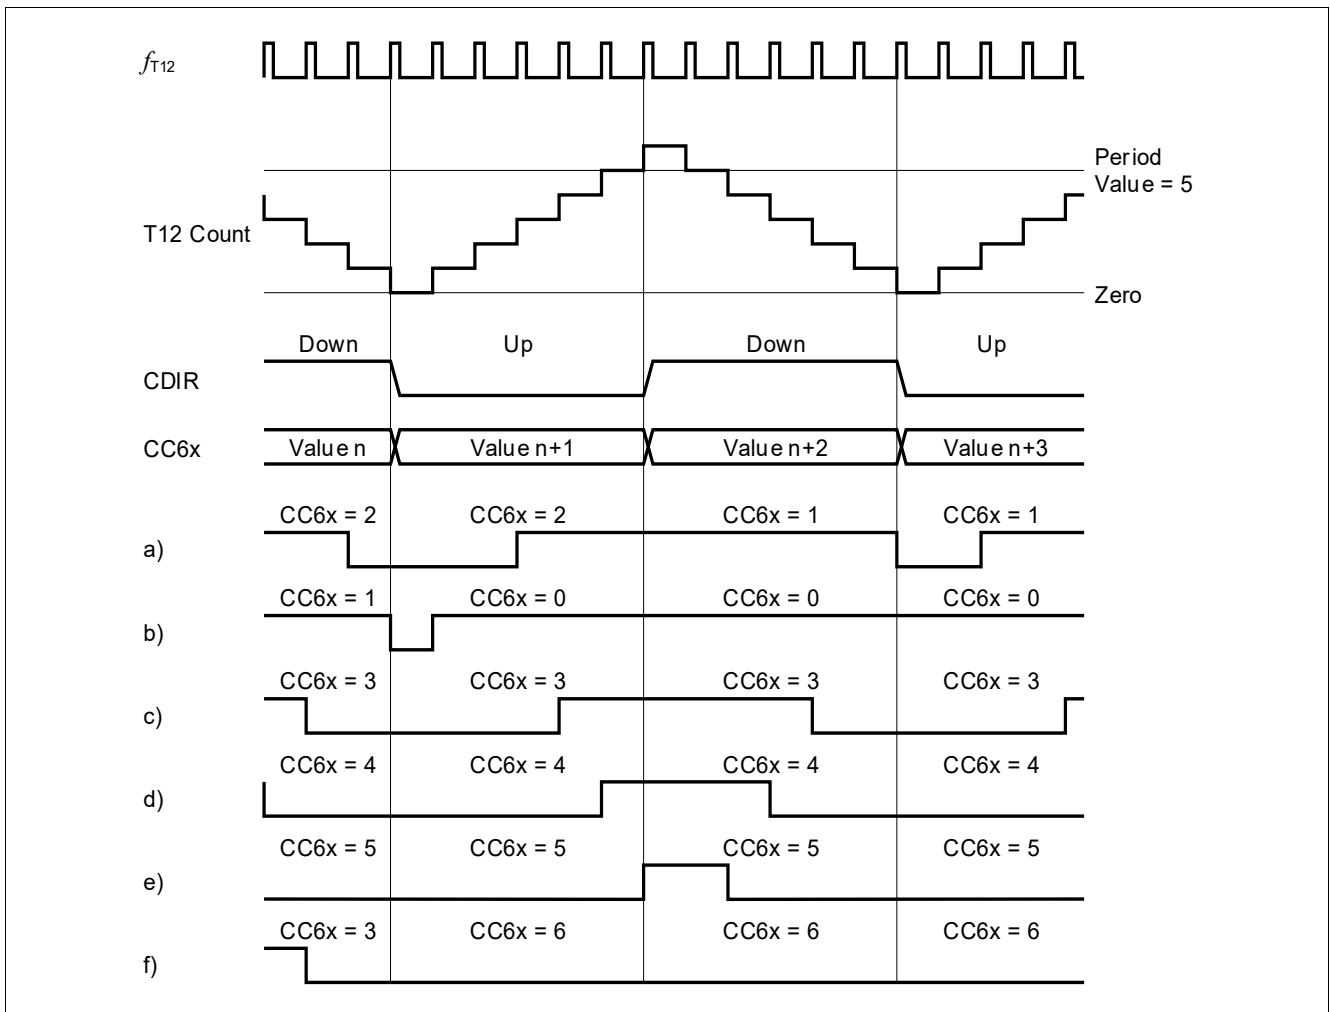 fT12
Period
Value = 5
T12 Count
Zero
Down Up Down Up
CDIR
CC6x Value n Value n+1 Value n+2 Value n+3
CC6x = 2 CC6x = 2 CC6x = 1 CC6x = 1
a)
CC6x = 1 CC6x = 0 CC6x = 0 CC6x = 0
b)
CC6x = 3 CC6x = 3 CC6x = 3 CC6x = 3
c)
CC6x = 4 CC6x = 4 CC6x = 4 CC6x = 4
d)
CC6x = 5 CC6x = 5 CC6x = 5 CC6x = 5
e)
CC6x = 3 CC6x = 6 CC6x = 6 CC6x = 6
f)